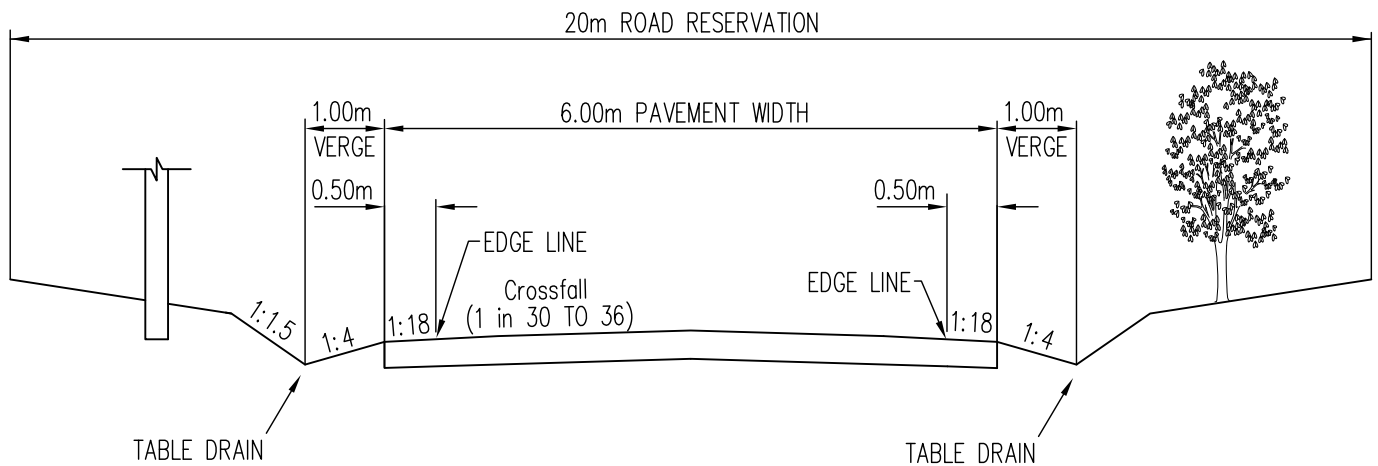 20m ROAD RESERVATION
1.00m
VERGE
6.00m PAVEMENT WIDTH
1.00m
VERGE
0.50m
0.50m
EDGE LINE
EDGE LINE
Crossfall
(1 in 30 TO 36)
1:1.5
1:4
1:18
1:18
1:4
TABLE DRAIN
TABLE DRAIN